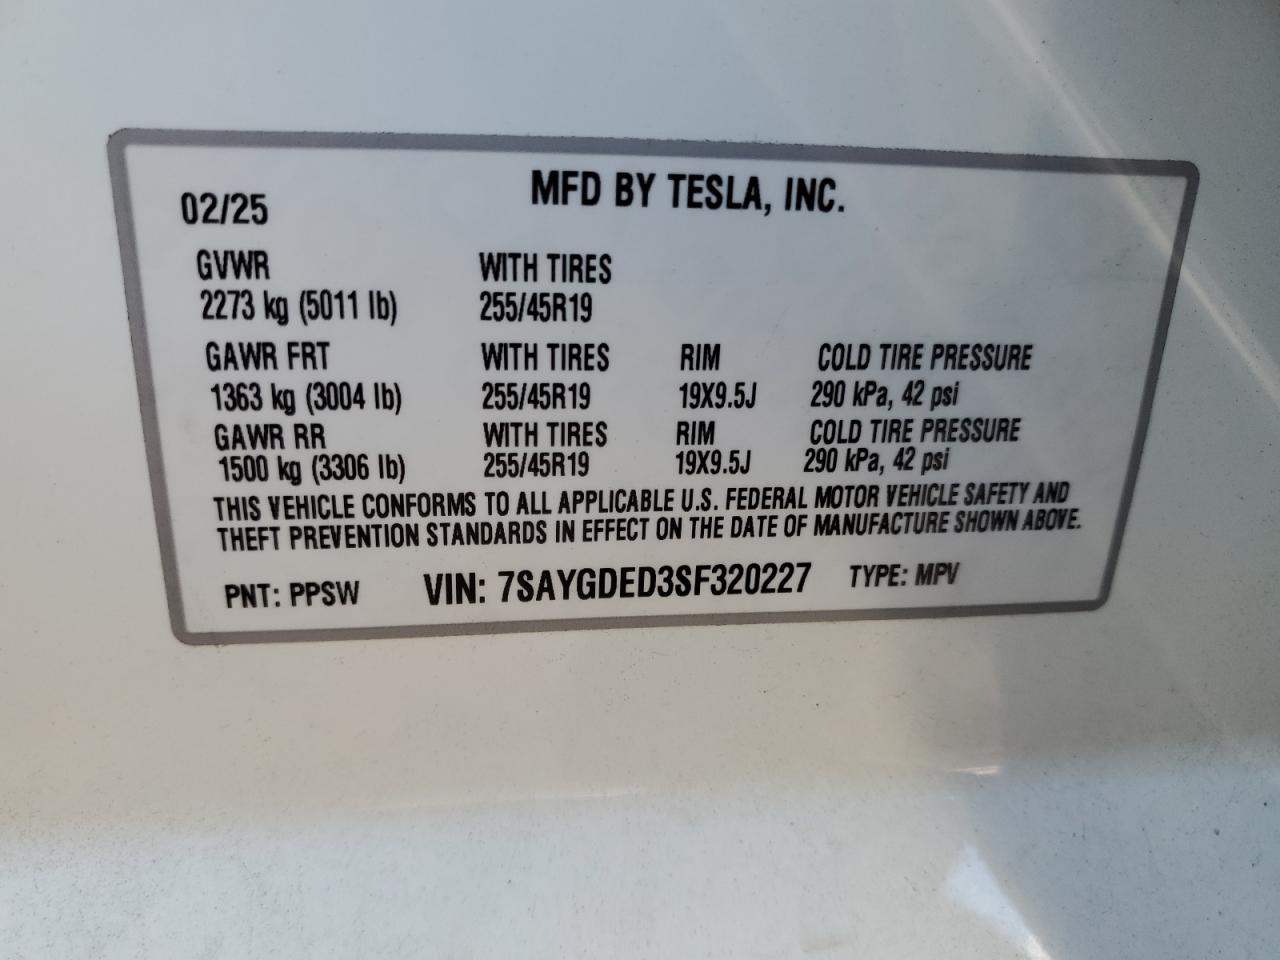 MFD BY TESLA, INC.
02/25
GVWR WITH TIRES
2273 kg (5011 lb) 255/45R19
GAWR FRT WITH TIRES RIM COLD TIRE PRESSURE
1363 kg (3004 lb) 255/45R19 19X9.5J 290 kPa, 42 psi
GAWR RR WITH TIRES RIM COLD TIRE PRESSURE
1500 kg (3306 lb) 255/45R19 19X9.5J 290 kPa, 42 psi
THIS VEHICLE CONFORMS TO ALL APPLICABLE U.S. FEDERAL MOTOR VEHICLE SAFETY AND
THEFT PREVENTION STANDARDS IN EFFECT ON THE DATE OF MANUFACTURE SHOWN ABOVE.
PNT: PPSW VIN: 7SAYGDED3SF320227 TYPE: MPV